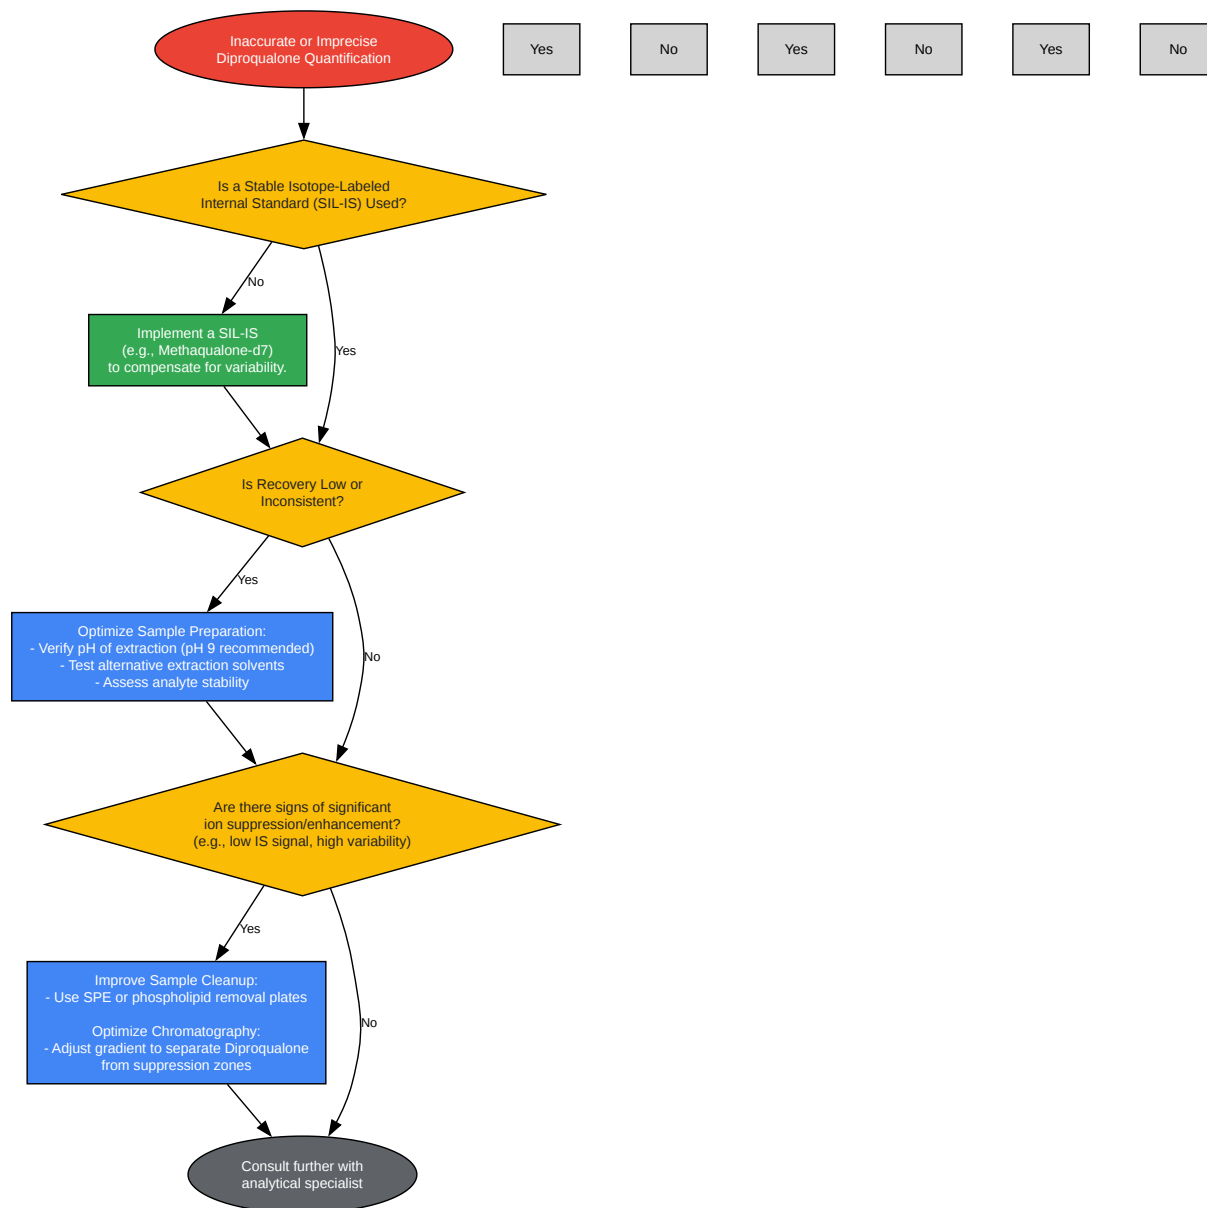 Inaccurate or Imprecise
Diproqualone Quantification
Yes
No
Yes
No
Yes
No
Is a Stable Isotope-Labeled
Internal Standard (SIL-IS) Used?
No
Implement a SIL-IS
(e.g., Methaqualone-d7)
to compensate for variability.
Yes
Is Recovery Low or
Inconsistent?
Yes
Optimize Sample Preparation:
- Verify pH of extraction (pH 9 recommended)
- Test alternative extraction solvents
- Assess analyte stability
No
Are there signs of significant
ion suppression/enhancement?
(e.g., low IS signal, high variability)
Yes
Improve Sample Cleanup:
- Use SPE or phospholipid removal plates
Optimize Chromatography:
- Adjust gradient to separate Diproqualone
from suppression zones
No
Consult further with
analytical specialist